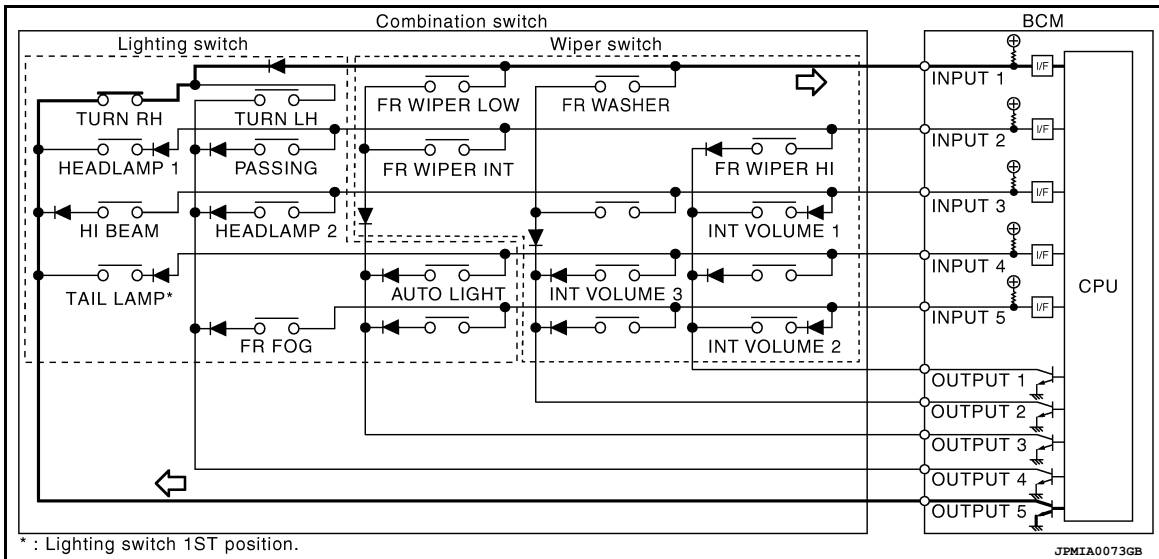 Combination switch
BCM
Lighting switch
Wiper switch
INPUT 1
I/F
TURN RH
TURN LH
FR WIPER LOW
FR WASHER
INPUT 2
I/F
HEADLAMP 1
PASSING
FR WIPER INT
FR WIPER HI
INPUT 3
I/F
HI BEAM
HEADLAMP 2
INT VOLUME 1
INPUT 4
I/F
CPU
TAIL LAMP*
AUTO LIGHT
INT VOLUME 3
INPUT 5
I/F
FR FOG
INT VOLUME 2
OUTPUT 1
OUTPUT 2
OUTPUT 3
OUTPUT 4
OUTPUT 5
* : Lighting switch 1ST position.
JPMIA0073GB